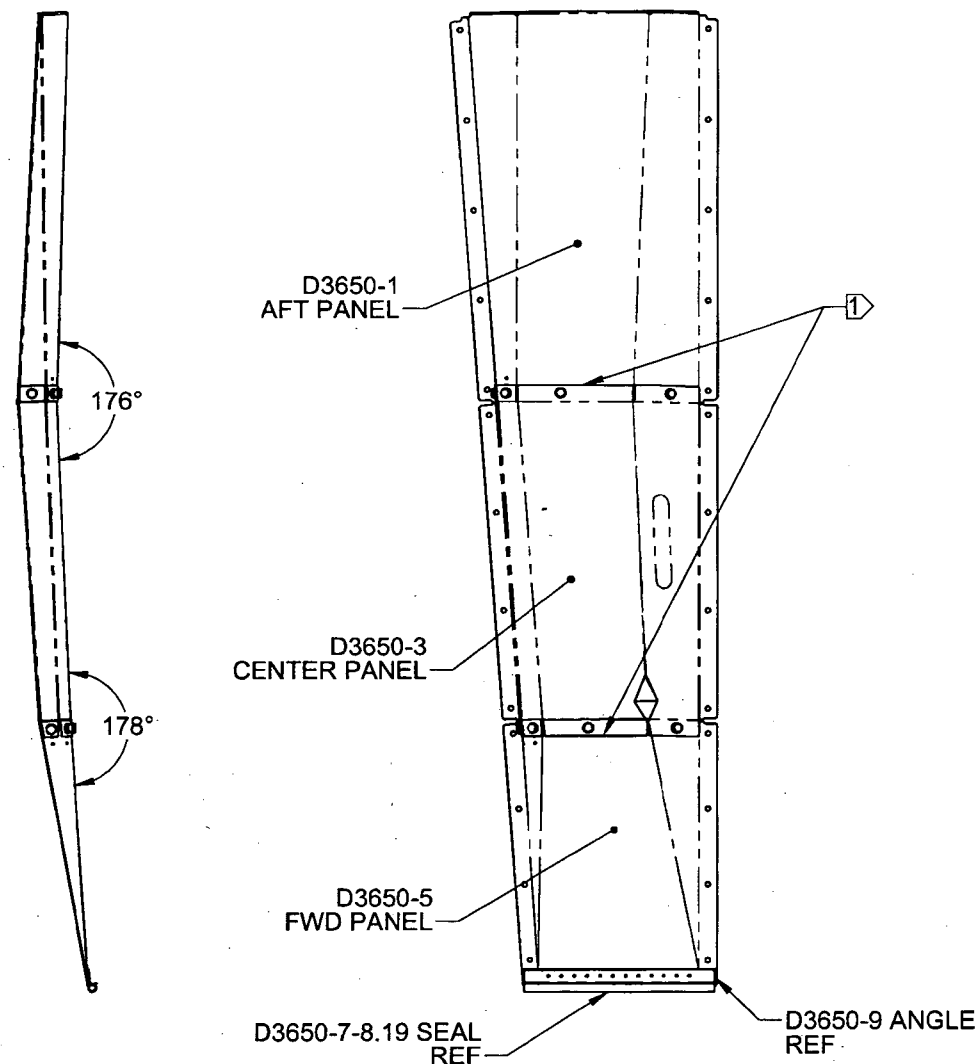 D3650-1
AFT PANEL
1
176°
D3650-3
CENTER PANEL
178°
D3650-5
FWD PANEL
D3650-7-8.19 SEAL
REF
D3650-9 ANGLE
REF